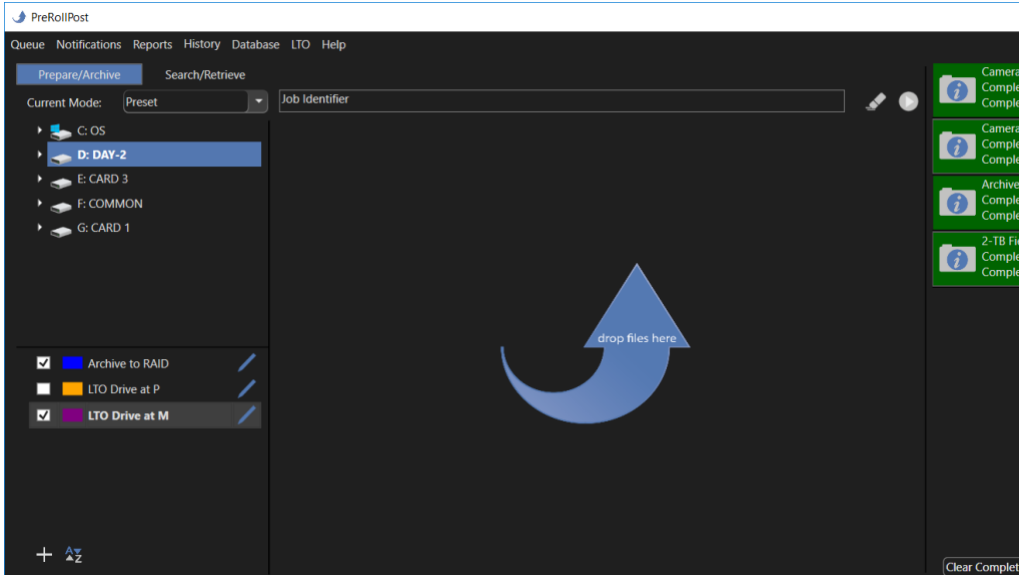 PreRollPost
Queue Notifications Reports History Database LTO Help
Prepare/Archive Search/Retrieve
Current Mode: Preset
Job Identifier
C: OS
D: DAY-2
E: CARD 3
F: COMMON
G: CARD 1
drop files here
Archive to RAID
LTO Drive at P
LTO Drive at M
A
Z
Camera
Comple
Comple
Camera
Comple
Comple
Archive
Comple
Comple
2-TB Fi
Comple
Comple
Clear Complet